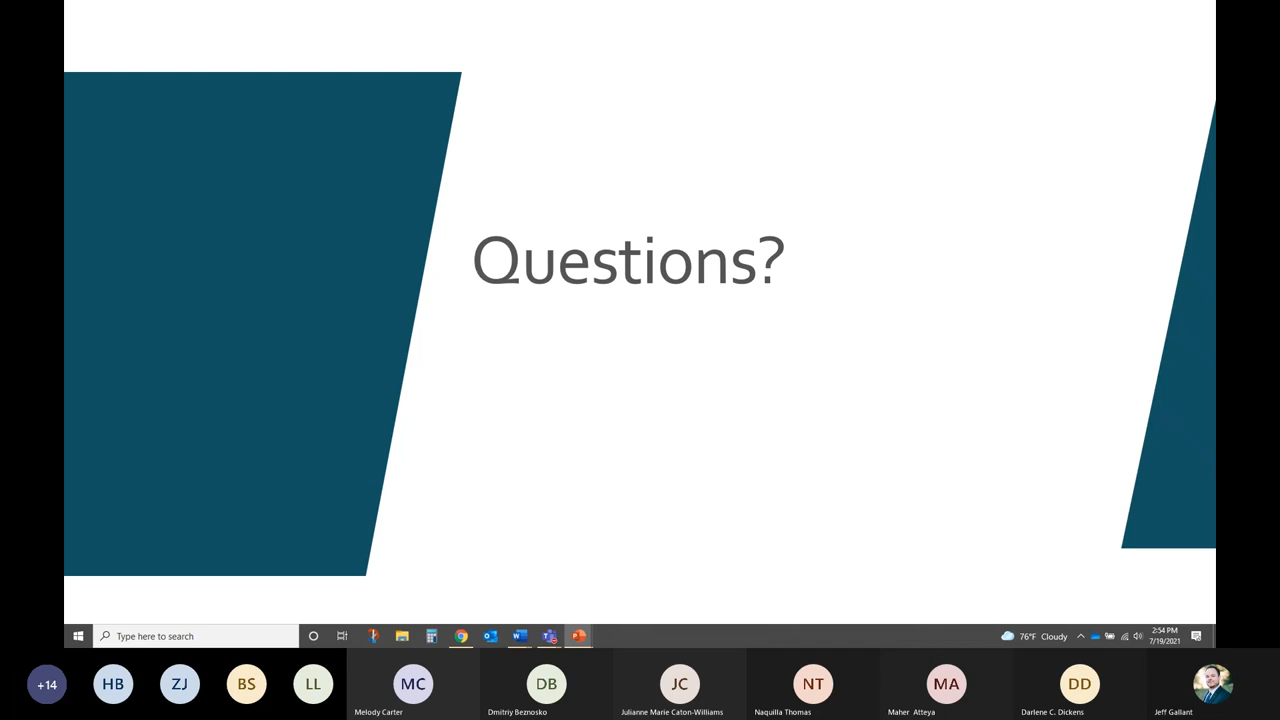 Questions?
Type here to search
76°F Cloudy
2:54 PM
7/19/2021
+14
HB
ZJ
BS
LL
MC
DB
JC
NT
MA
DD
Melody Carter
Dmitriy Beznosko
Julianne Marie Caton-Williams
Naquilla Thomas
Maher Atteya
Darlene C. Dickens
Jeff Gallant